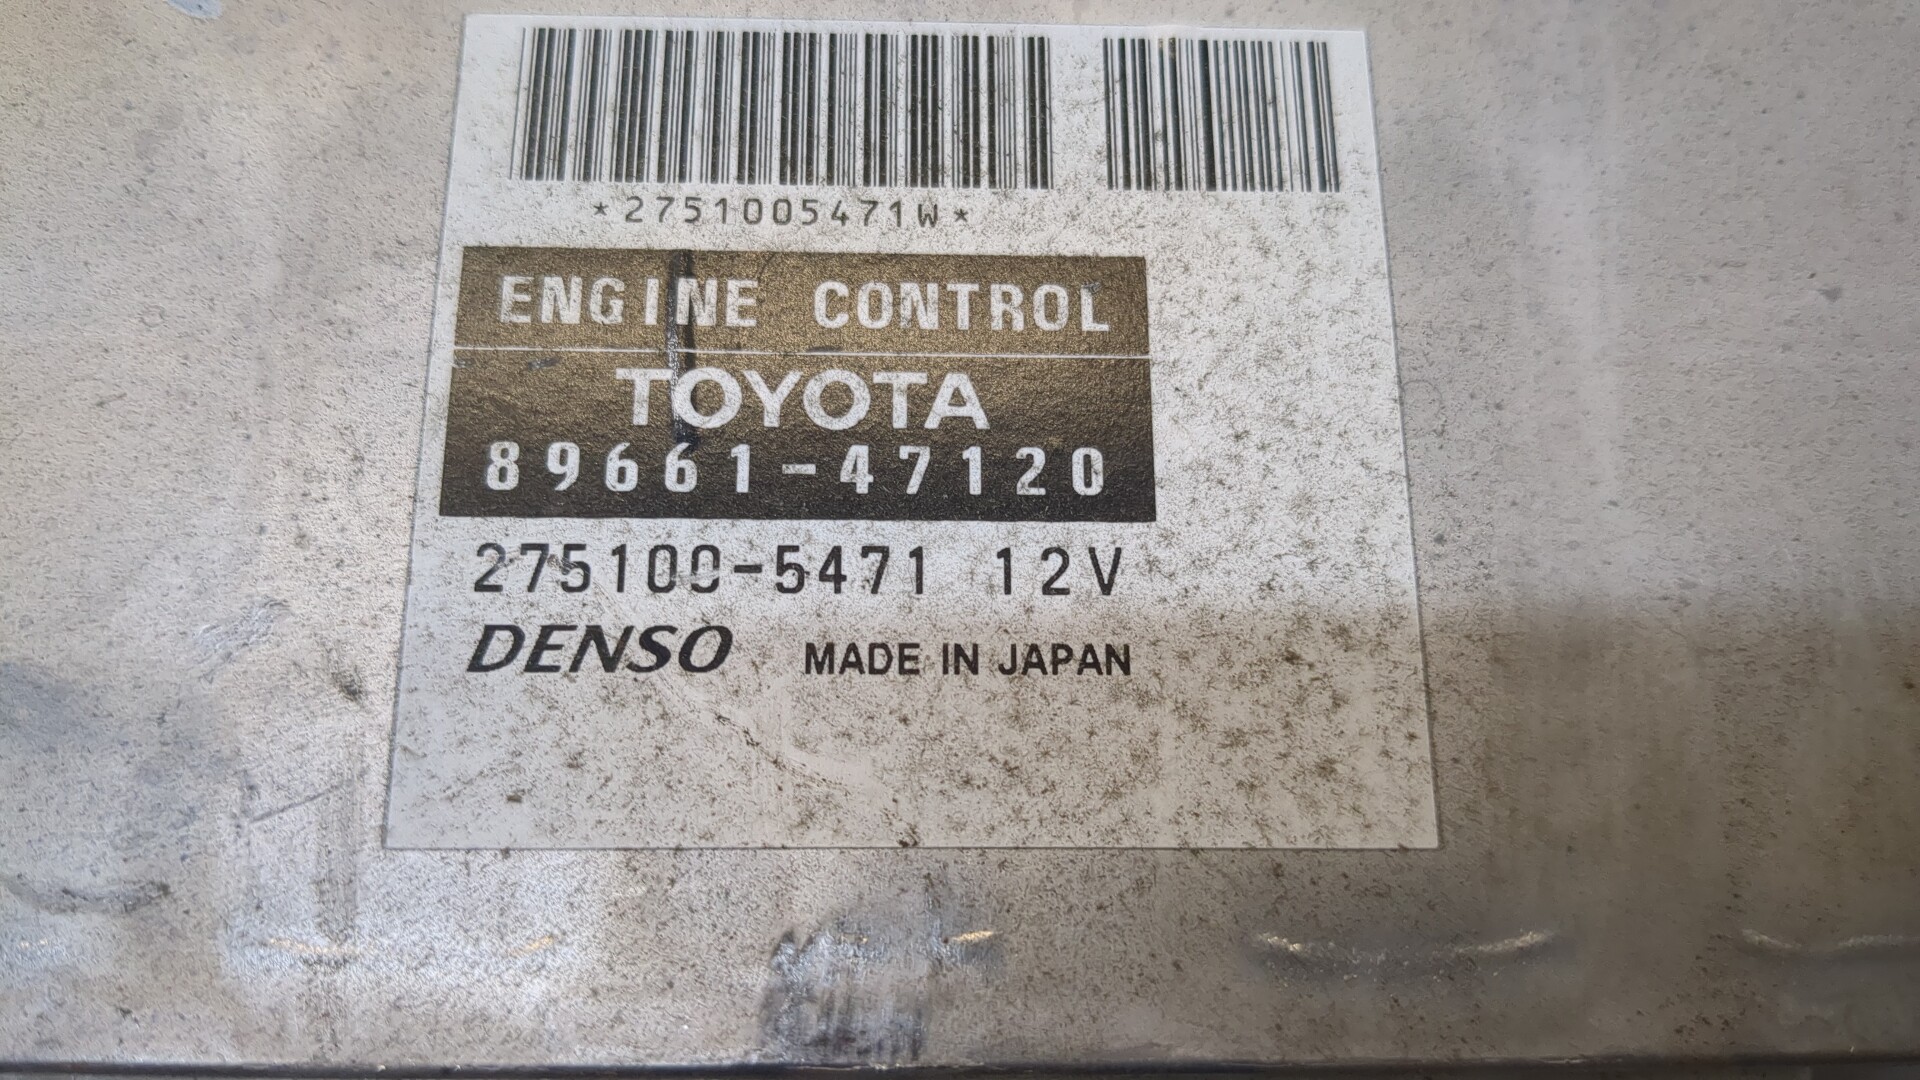 *2751005471W*
ENGINE CONTROL
TOYOTA
89661-47120
275100-5471 12V
DENSO MADE IN JAPAN